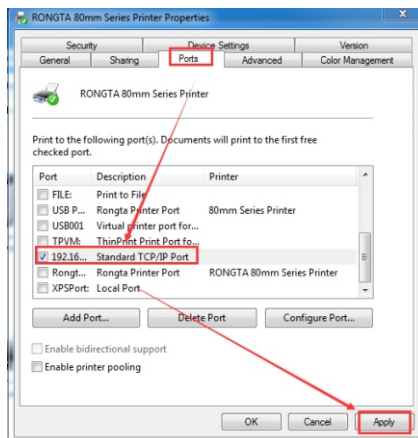 RONGTA 80mm Series Printer Properties
Security Device Settings Version
General Sharing Ports Advanced Color Management
RONGTA 80mm Series Printer
Print to the following port(s). Documents will print to the first free
checked port.
Port Description Printer
FILE: Print to File
USB P... Rongta Printer Port 80mm Series Printer
USB001 Virtual printer port for...
TPVM: ThinPrint Print Port fo...
192.16... Standard TCP/IP Port
Rongt... Rongta Printer Port RONGTA 80mm Series Printer
XPSPort: Local Port
Add Port... Delete Port Configure Port...
Enable bidirectional support
Enable printer pooling
OK Cancel Apply